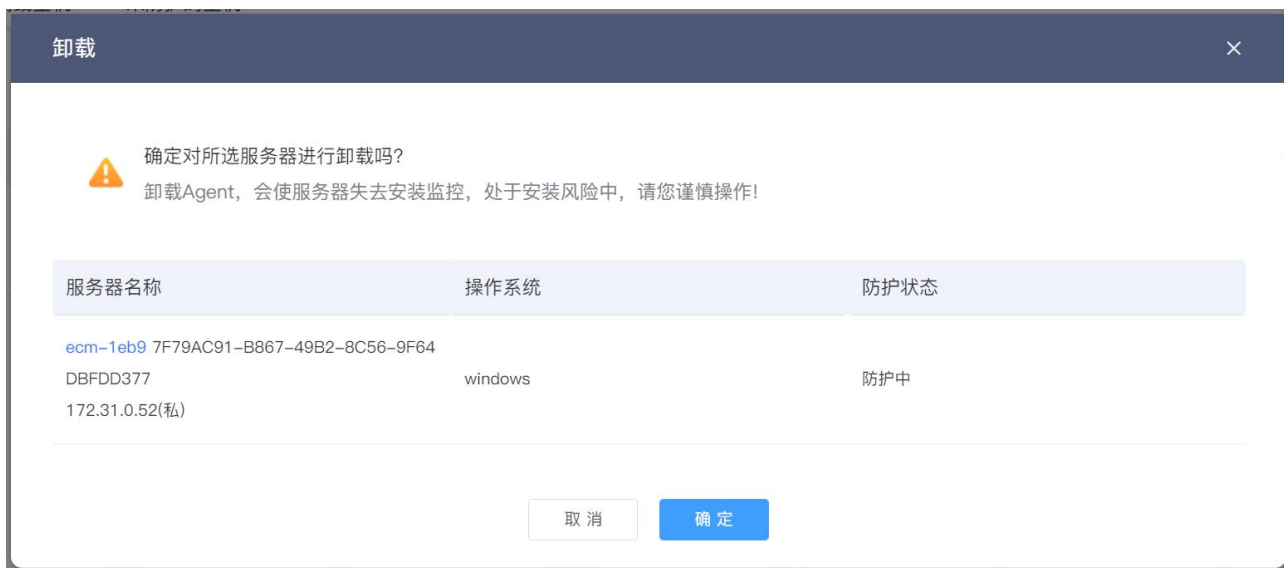 卸载
确定对所选服务器进行卸载吗?
卸载Agent，会使服务器失去安装监控，处于安装风险中，请您谨慎操作!
服务器名称 操作系统 防护状态
ecm-1eb9 7F79AC91-B867-49B2-8C56-9F64
DBFDD377 windows 防护中
172.31.0.52(私)
取消 确定